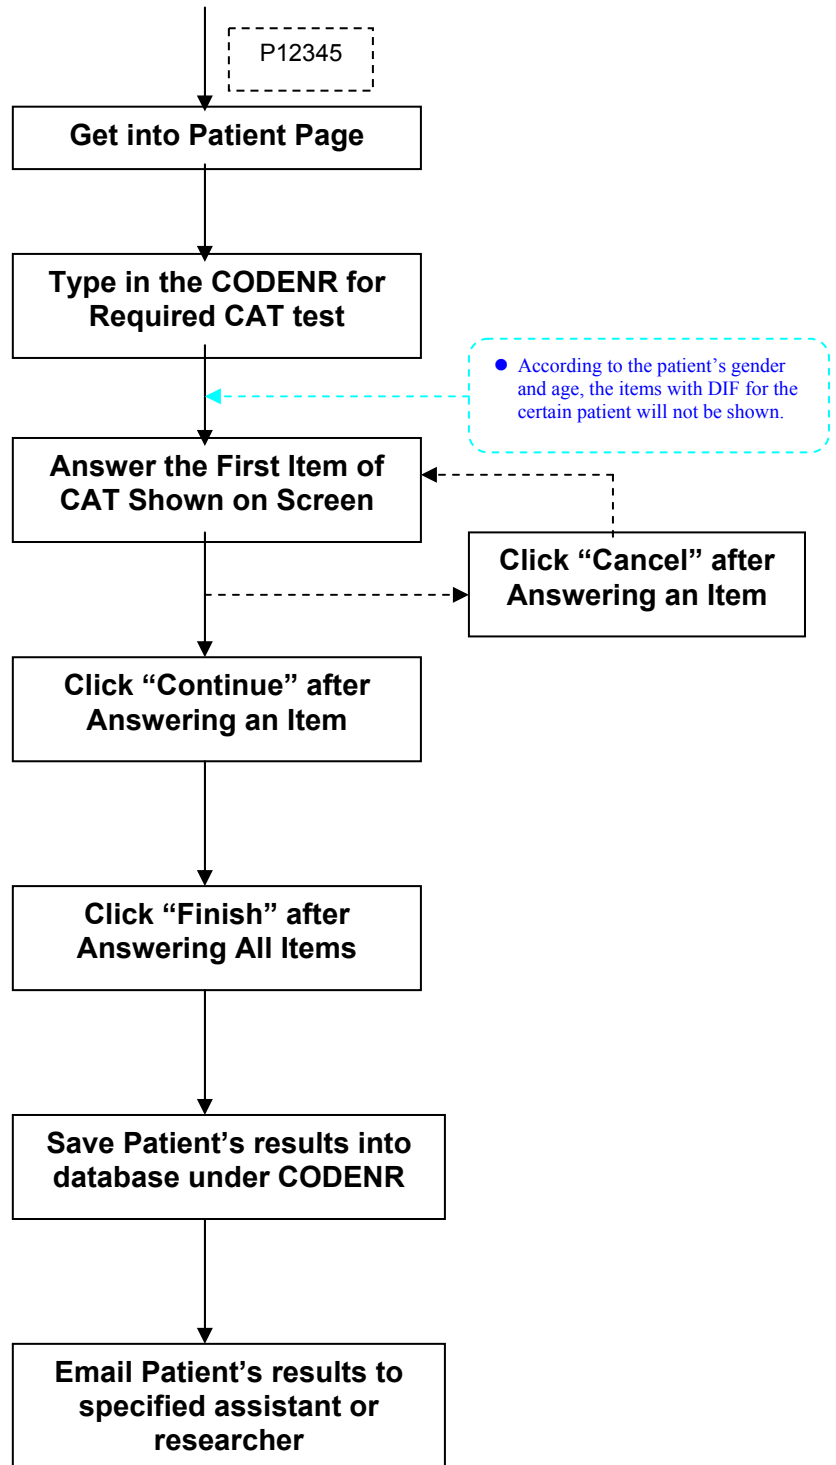 P12345
Get into Patient Page
Type in the CODENR for
Required CAT test
● According to the patient’s gender
and age, the items with DIF for the
certain patient will not be shown.
Answer the First Item of
CAT Shown on Screen
Click “Cancel” after
Answering an Item
Click “Continue” after
Answering an Item
Click “Finish” after
Answering All Items
Save Patient’s results into
database under CODENR
Email Patient’s results to
specified assistant or
researcher